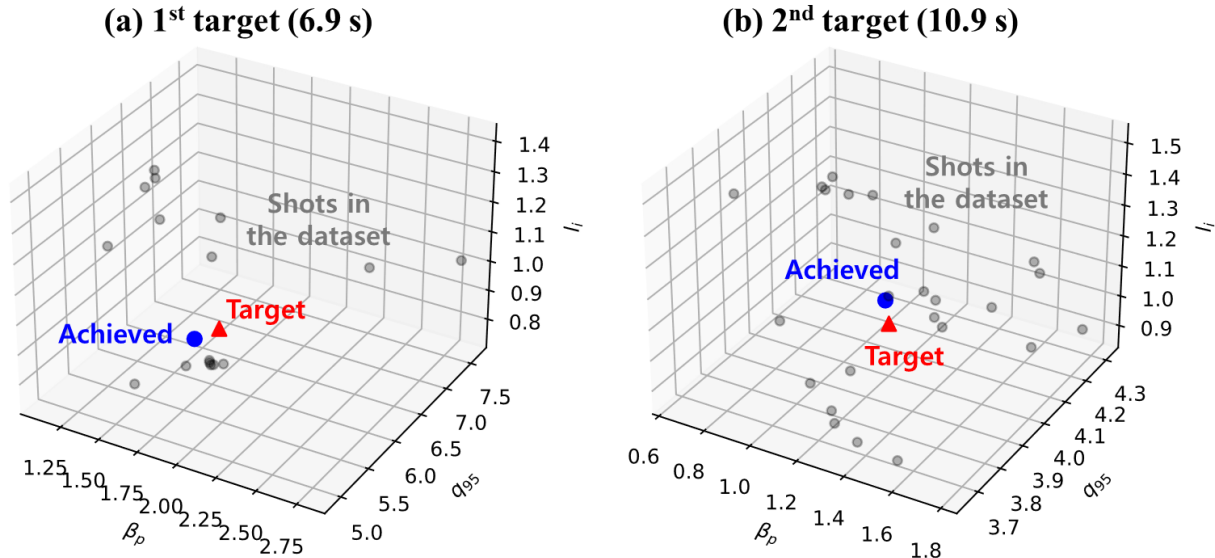 (a) 1st target (6.9 s)
1.4
1.3
1.2
1.1
1.0
0.9
0.8
li
Shots in
the dataset
Target
Achieved
7.5
7.0
6.5
6.0
5.5
5.0
q95
1.25
1.50
1.75
2.00
2.25
2.50
2.75
βp
(b) 2nd target (10.9 s)
1.5
1.4
1.3
1.2
1.1
1.0
0.9
li
Shots in
the dataset
Achieved
Target
4.3
4.2
4.1
4.0
3.9
3.8
3.7
q95
0.6
0.8
1.0
1.2
1.4
1.6
1.8
βp